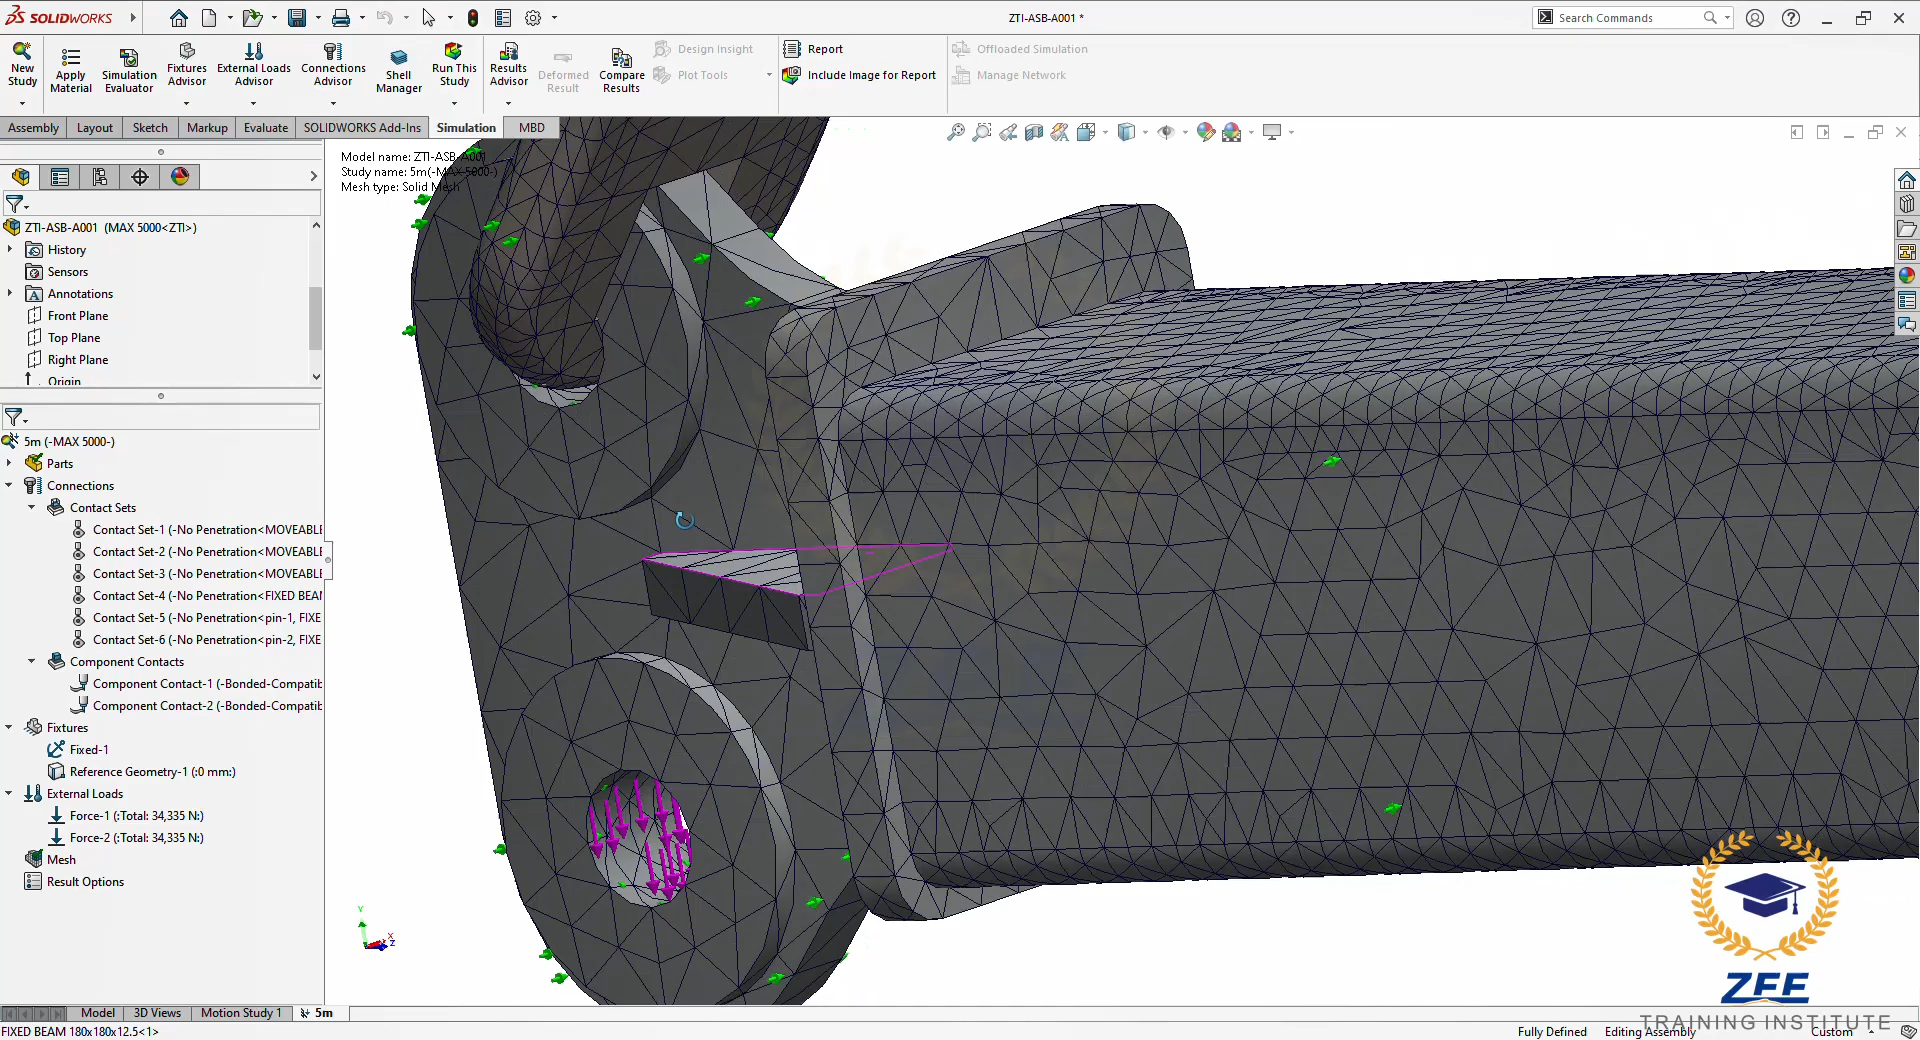 SOLIDWORKS
ZTI-ASB-A001 *
Search Commands
New Study
Apply Material
Simulation Evaluator
Fixtures Advisor
External Loads Advisor
Connections Advisor
Shell Manager
Run This Study
Results Advisor
Deformed Result
Compare Results
Design Insight
Plot Tools
Report
Include Image for Report
Offloaded Simulation
Manage Network
Assembly
Layout
Sketch
Markup
Evaluate
SOLIDWORKS Add-Ins
Simulation
MBD
Model name: ZTI-ASB-A001
Study name: 5m(-MAX 5000-)
Mesh type: Solid Mesh
ZTI-ASB-A001 (MAX 5000<ZTI>)
History
Sensors
Annotations
Front Plane
Top Plane
Right Plane
Origin
5m (-MAX 5000-)
Parts
Connections
Contact Sets
Contact Set-1 (-No Penetration<MOVEABLE
Contact Set-2 (-No Penetration<MOVEABLE
Contact Set-3 (-No Penetration<MOVEABLE
Contact Set-4 (-No Penetration<FIXED BEAM
Contact Set-5 (-No Penetration<pin-1, FIXE
Contact Set-6 (-No Penetration<pin-2, FIXE
Component Contacts
Component Contact-1 (-Bonded-Compatib
Component Contact-2 (-Bonded-Compatib
Fixtures
Fixed-1
Reference Geometry-1 (:0 mm:)
External Loads
Force-1 (:Total: 34,335 N:)
Force-2 (:Total: 34,335 N:)
Mesh
Result Options
Y
X
Z
ZFE
TRAINING INSTITUTE
Model
3D Views
Motion Study 1
5m
FIXED BEAM 180x180x12.5<1>
Fully Defined
Editing Assembly
Custom